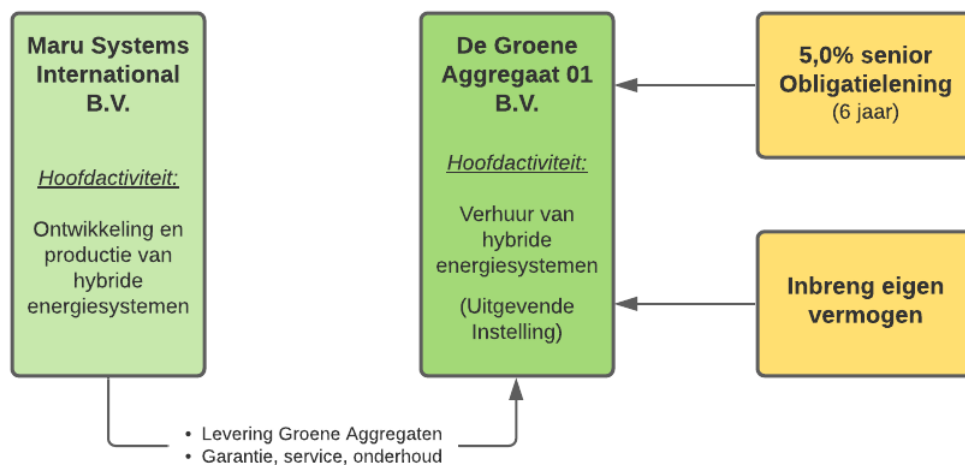 Maru Systems
International
B.V.
Hoofdactiviteit:
Ontwikkeling en
productie van
hybride
energiesystemen
De Groene
Aggregaat 01
B.V.
Hoofdactiviteit:
Verhuur van
hybride
energiesystemen
(Uitgevende
Instelling)
5,0% senior
Obligatielening
(6 jaar)
Inbreng eigen
vermogen
• Levering Groene Aggregaten
• Garantie, service, onderhoud